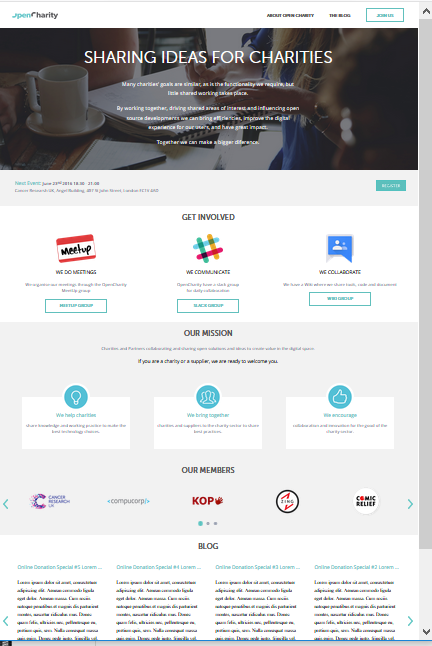 OpenCharity
ABOUT OPEN CHARITY THE BLOG JOIN US
SHARING IDEAS FOR CHARITIES
Many charities' goals are similar, as is the functionality we require, but
little shared working takes place.
By working together, driving shared areas of interest and influencing open
source developments we can bring efficiencies, improve the digital
experience for our users, and have great impact.
Together we can make a bigger difference.
Next Event: June 23rd 2016 18:30 - 21:00
Cancer Research UK, Angel Building, 407 St John Street, London EC1V 4AD
REGISTER
GET INVOLVED
meetup
WE DO MEETINGS
We organise our meetings through the OpenCharity
MeetUp group
MEETUP GROUP
WE COMMUNICATE
OpenCharity have a slack group
for daily collaboration
SLACK GROUP
WE COLLABORATE
We have a Wiki where we share tools, code and document
WIKI GROUP
OUR MISSION
Charities and Partners collaborating and sharing open solutions and ideas to create value in the digital space.
If you are a charity or a supplier, we are ready to welcome you.
We help charities
share knowledge and working practice to make the
best technology choices.
We bring together
charities and suppliers to the charity sector to share
best practices.
We encourage
collaboration and innovation for the good of the
charity sector.
OUR MEMBERS
CANCER
RESEARCH
UK
<compucorp/>
KOP
ZING
COMIC
RELIEF
BLOG
Online Donation Special #5 Lorem ...
Lorem ipsum dolor sit amet, consectetuer
adipiscing elit. Aenean commodo ligula
eget dolor. Aenean massa. Cum sociis
natoque penatibus et magnis dis parturient
montes, nascetur ridiculus mus. Donec
quam felis, ultricies nec, pellentesque eu,
pretium quis, sem. Nulla consequat massa
quis enim. Donec pede justo, fringilla vel,
Online Donation Special #4 Lorem ...
Lorem ipsum dolor sit amet, consectetuer
adipiscing elit. Aenean commodo ligula
eget dolor. Aenean massa. Cum sociis
natoque penatibus et magnis dis parturient
montes, nascetur ridiculus mus. Donec
quam felis, ultricies nec, pellentesque eu,
pretium quis, sem. Nulla consequat massa
quis enim. Donec pede justo, fringilla vel,
Online Donation Special #3 Lorem ...
Lorem ipsum dolor sit amet, consectetuer
adipiscing elit. Aenean commodo ligula
eget dolor. Aenean massa. Cum sociis
natoque penatibus et magnis dis parturient
montes, nascetur ridiculus mus. Donec
quam felis, ultricies nec, pellentesque eu,
pretium quis, sem. Nulla consequat massa
quis enim. Donec pede justo, fringilla vel,
Online Donation Special #2 Lorem ...
Lorem ipsum dolor sit amet, consectetuer
adipiscing elit. Aenean commodo ligula
eget dolor. Aenean massa. Cum sociis
natoque penatibus et magnis dis parturient
montes, nascetur ridiculus mus. Donec
quam felis, ultricies nec, pellentesque eu,
pretium quis, sem. Nulla consequat massa
quis enim. Donec pede justo, fringilla vel,